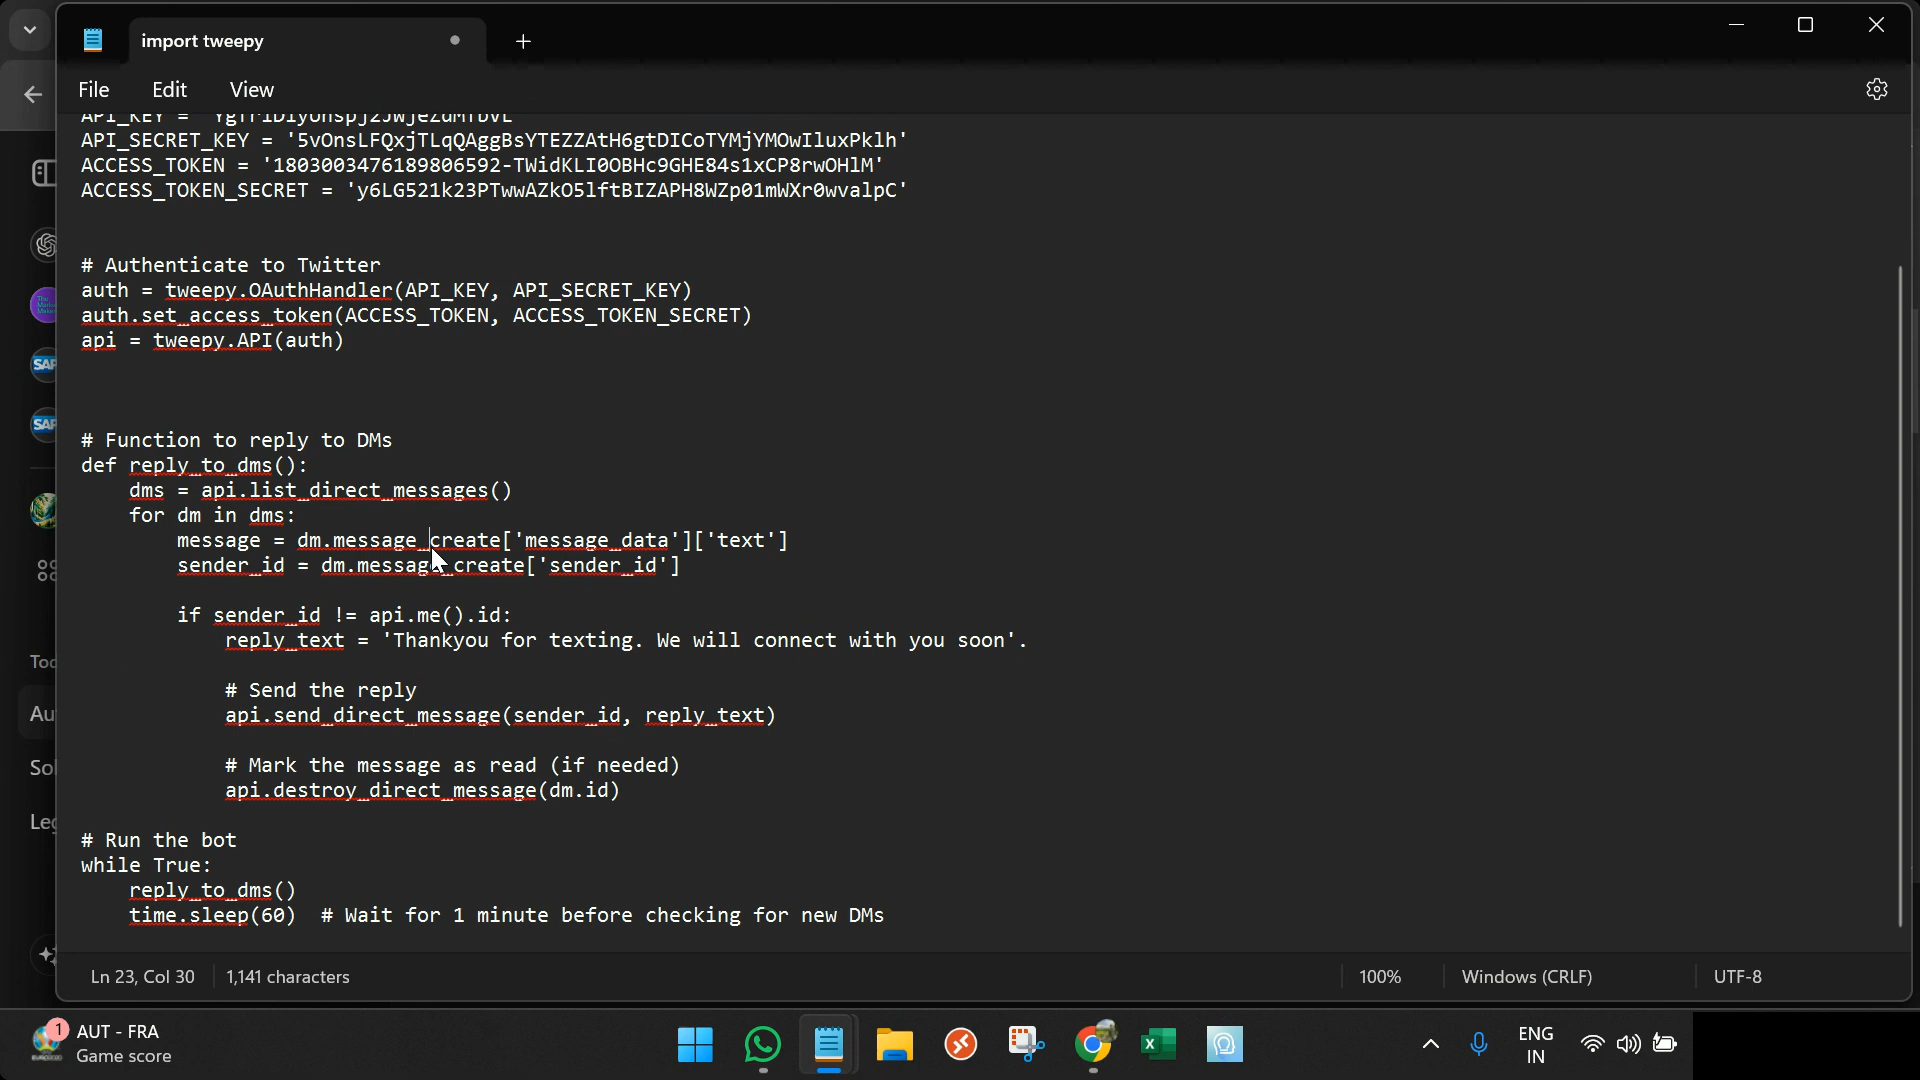 import tweepy
File Edit View
API_KEY =
API_SECRET_KEY = '5vOnsLFQxjTLqQAggBsYTEZZAtH6gtDICoTYMjYMOwIluxPklh'
ACCESS_TOKEN = '1803003476189806592-TWidKLI0OBHc9GHE84s1xCP8rwOHlM'
ACCESS_TOKEN_SECRET = 'y6LG521k23PTwwAZkO5lftBIZAPH8WZp01mWXr0wvalpC'
# Authenticate to Twitter
auth = tweepy.OAuthHandler(API_KEY, API_SECRET_KEY)
auth.set_access_token(ACCESS_TOKEN, ACCESS_TOKEN_SECRET)
api = tweepy.API(auth)
# Function to reply to DMs
def reply_to_dms():
dms = api.list_direct_messages()
for dm in dms:
message = dm.message_create['message_data']['text']
sender_id = dm.message_create['sender_id']
if sender_id != api.me().id:
reply_text = 'Thankyou for texting. We will connect with you soon'.
# Send the reply
api.send_direct_message(sender_id, reply_text)
# Mark the message as read (if needed)
api.destroy_direct_message(dm.id)
# Run the bot
while True:
reply_to_dms()
time.sleep(60) # Wait for 1 minute before checking for new DMs
Ln 23, Col 30 1,141 characters 100% Windows (CRLF) UTF-8
1 AUT - FRA
Game score
ENG
IN